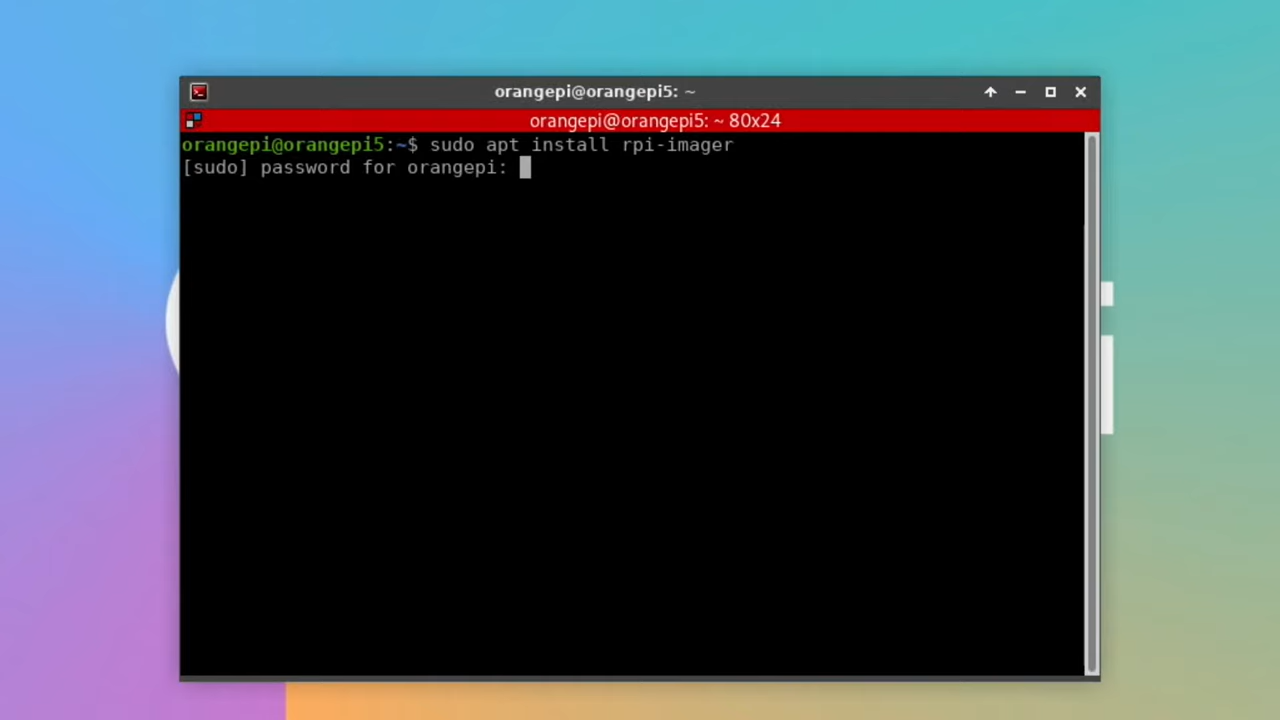 orangepi@orangepi5: ~
orangepi@orangepi5: ~ 80x24
orangepi@orangepi5:~$ sudo apt install rpi-imager
[sudo] password for orangepi: